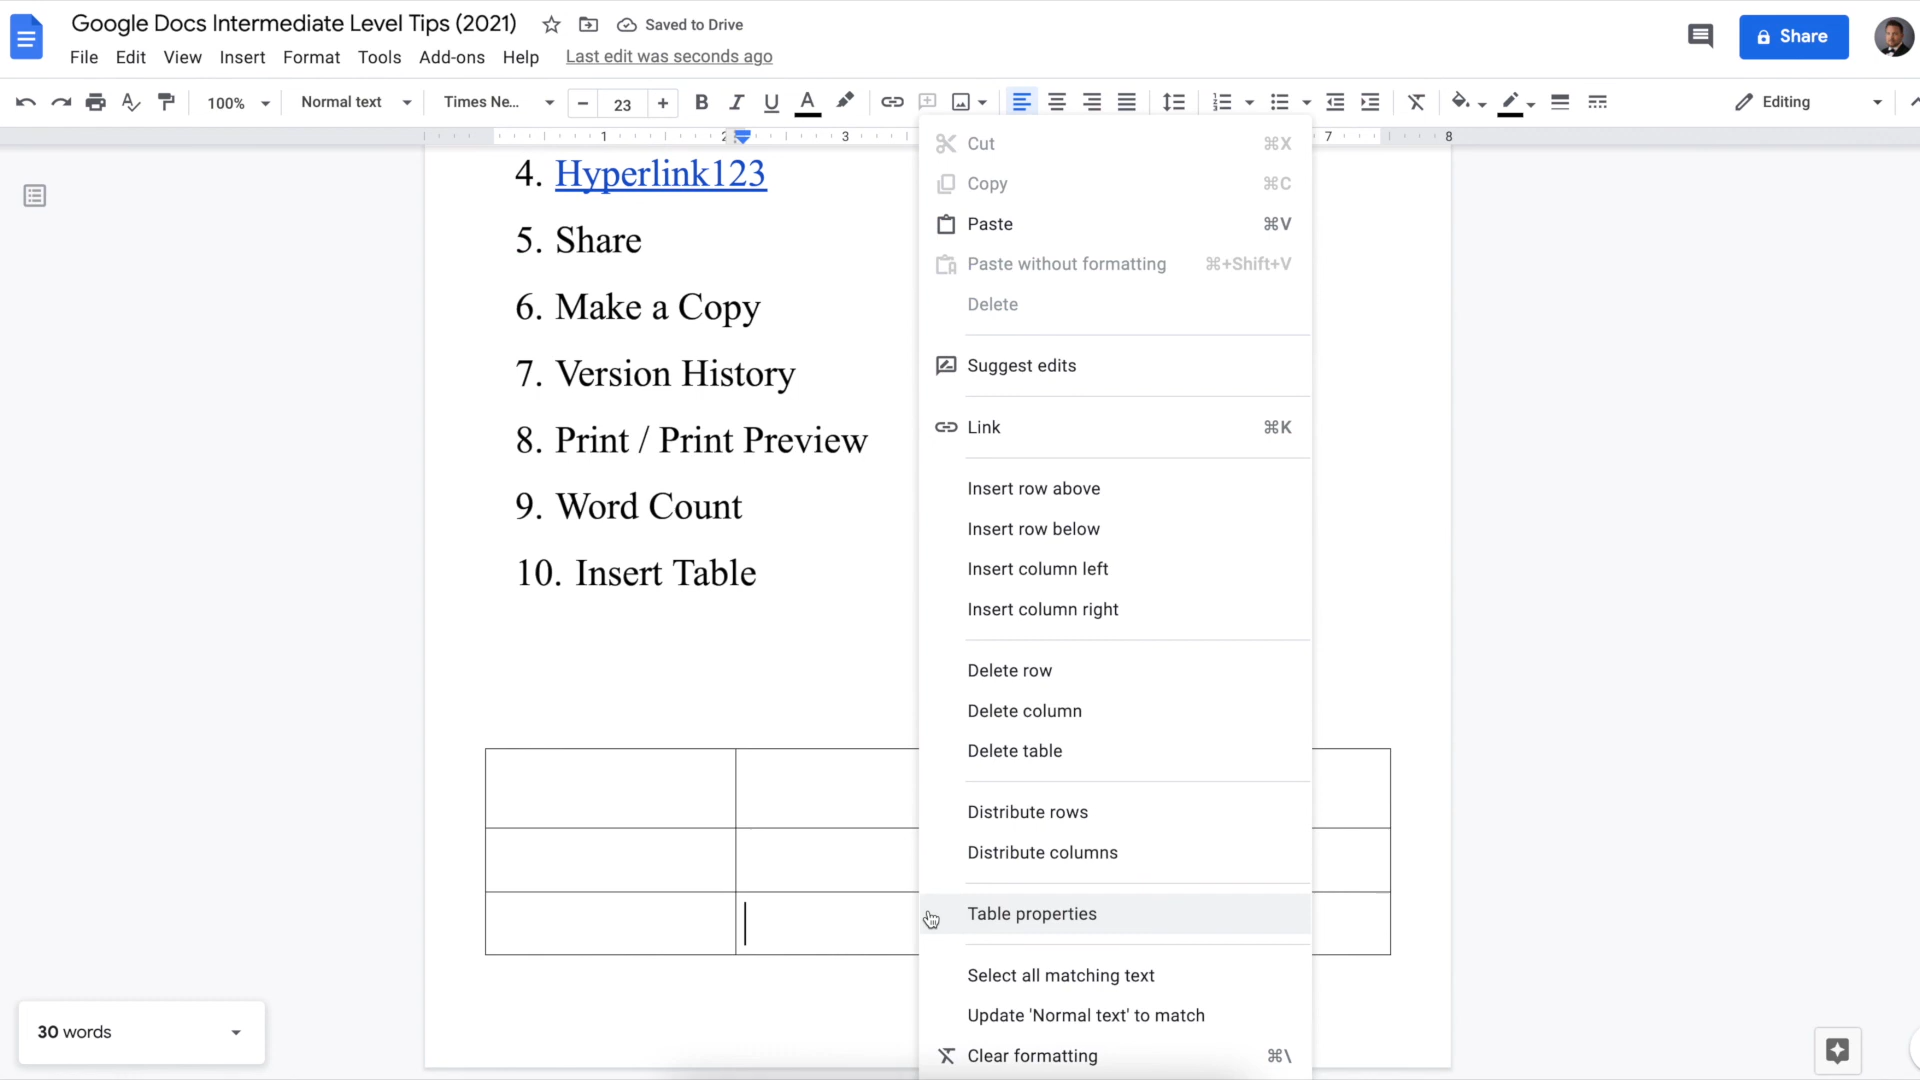 Google Docs Intermediate Level Tips (2021) Saved to Drive
File Edit View Insert Format Tools Add-ons Help Last edit was seconds ago
Share
100% Normal text Times Ne... 23 B I U A Editing
1 2 3 7 8
4. Hyperlink123
5. Share
6. Make a Copy
7. Version History
8. Print / Print Preview
9. Word Count
10. Insert Table
Cut ⌘X
Copy ⌘C
Paste ⌘V
Paste without formatting ⌘+Shift+V
Delete
Suggest edits
Link ⌘K
Insert row above
Insert row below
Insert column left
Insert column right
Delete row
Delete column
Delete table
Distribute rows
Distribute columns
Table properties
Select all matching text
Update 'Normal text' to match
Clear formatting ⌘\
30 words